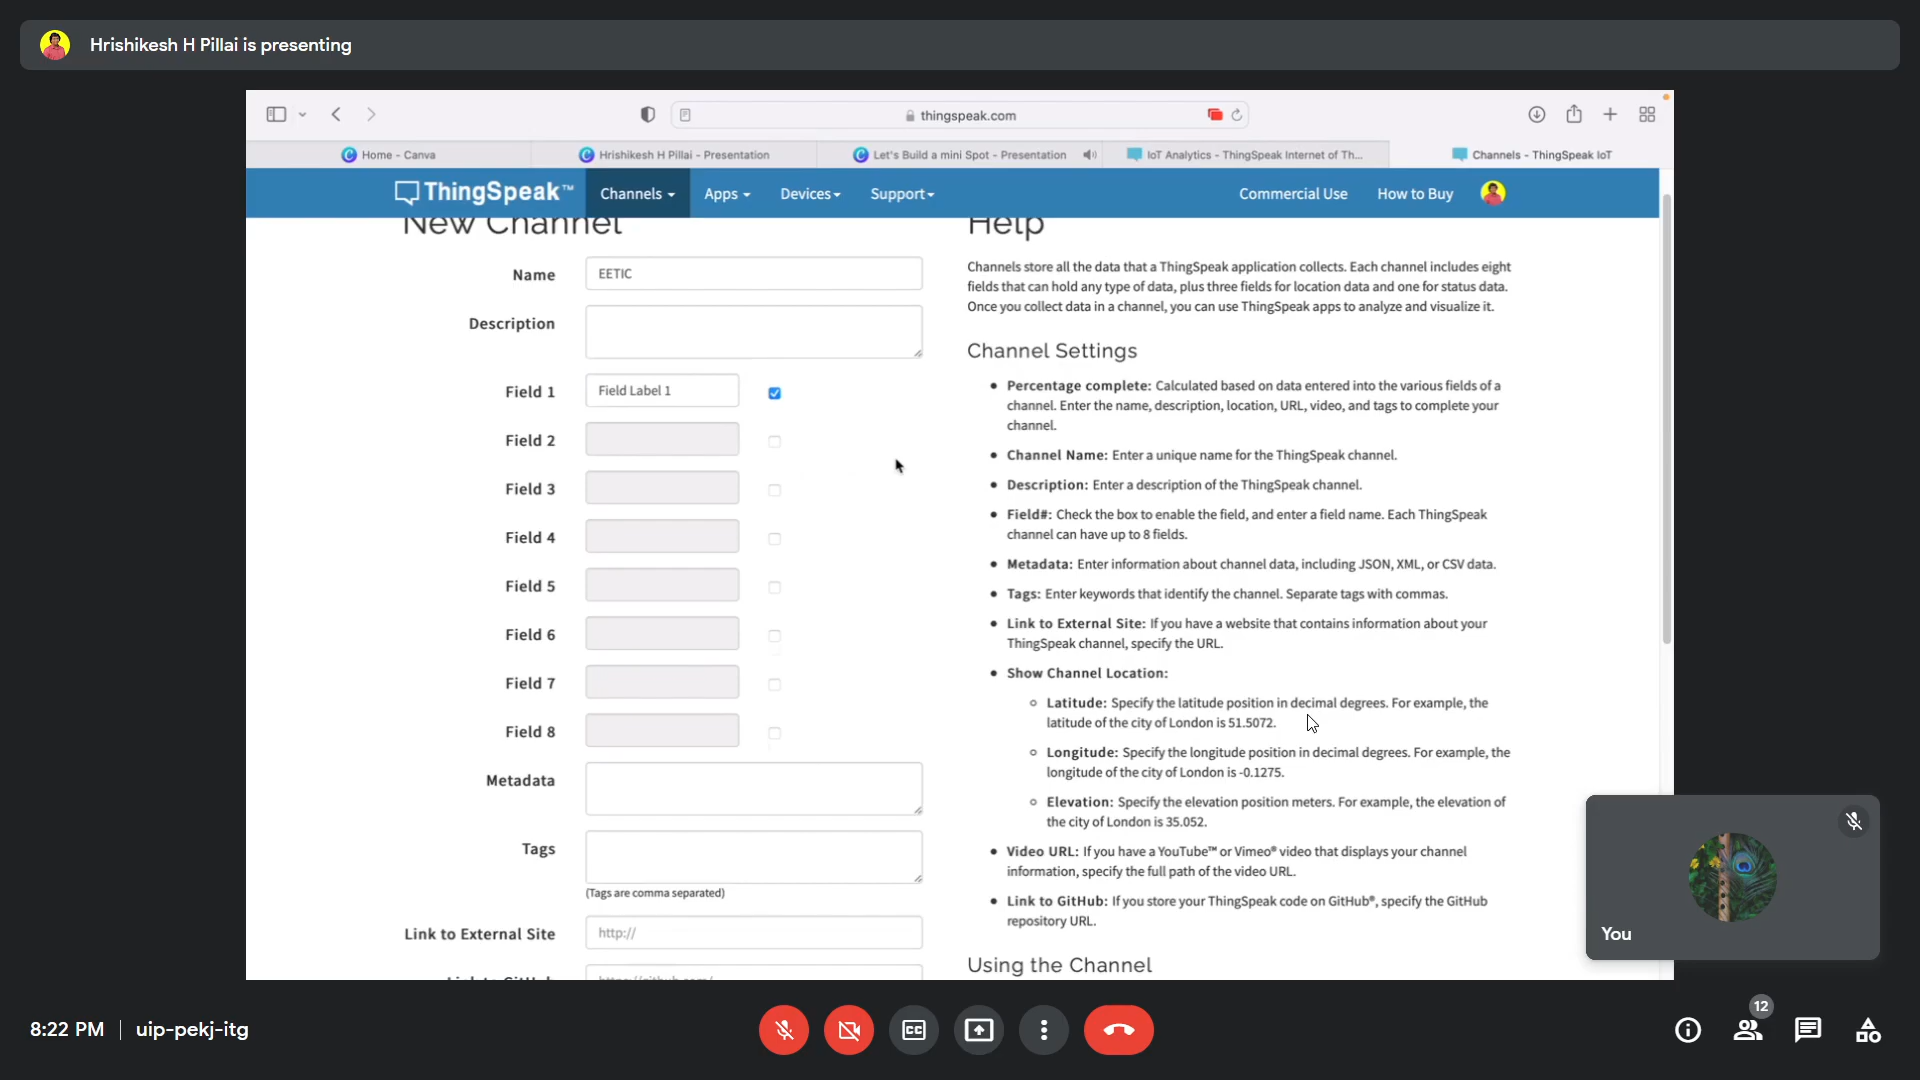 Hrishikesh H Pillai is presenting
thingspeak.com
Home - Canva
Hrishikesh H Pillai - Presentation
Let's Build a mini Spot - Presentation
IoT Analytics - ThingSpeak Internet of Th...
Channels - ThingSpeak IoT
ThingSpeak™
Channels
Apps
Devices
Support
Commercial Use
How to Buy
New Channel
Name
EETIC
Description
Field 1
Field Label 1
Field 2
Field 3
Field 4
Field 5
Field 6
Field 7
Field 8
Metadata
Tags
(Tags are comma separated)
Link to External Site
http://
Link to GitHub
https://github.com/
Help
Channels store all the data that a ThingSpeak application collects. Each channel includes eight
fields that can hold any type of data, plus three fields for location data and one for status data.
Once you collect data in a channel, you can use ThingSpeak apps to analyze and visualize it.
Channel Settings
• Percentage complete: Calculated based on data entered into the various fields of a
channel. Enter the name, description, location, URL, video, and tags to complete your
channel.
• Channel Name: Enter a unique name for the ThingSpeak channel.
• Description: Enter a description of the ThingSpeak channel.
• Field#: Check the box to enable the field, and enter a field name. Each ThingSpeak
channel can have up to 8 fields.
• Metadata: Enter information about channel data, including JSON, XML, or CSV data.
• Tags: Enter keywords that identify the channel. Separate tags with commas.
• Link to External Site: If you have a website that contains information about your
ThingSpeak channel, specify the URL.
• Show Channel Location:
○ Latitude: Specify the latitude position in decimal degrees. For example, the
latitude of the city of London is 51.5072.
○ Longitude: Specify the longitude position in decimal degrees. For example, the
longitude of the city of London is -0.1275.
○ Elevation: Specify the elevation position meters. For example, the elevation of
the city of London is 35.052.
• Video URL: If you have a YouTube™ or Vimeo® video that displays your channel
information, specify the full path of the video URL.
• Link to GitHub: If you store your ThingSpeak code on GitHub®, specify the GitHub
repository URL.
Using the Channel
You
8:22 PM | uip-pekj-itg
CC
12